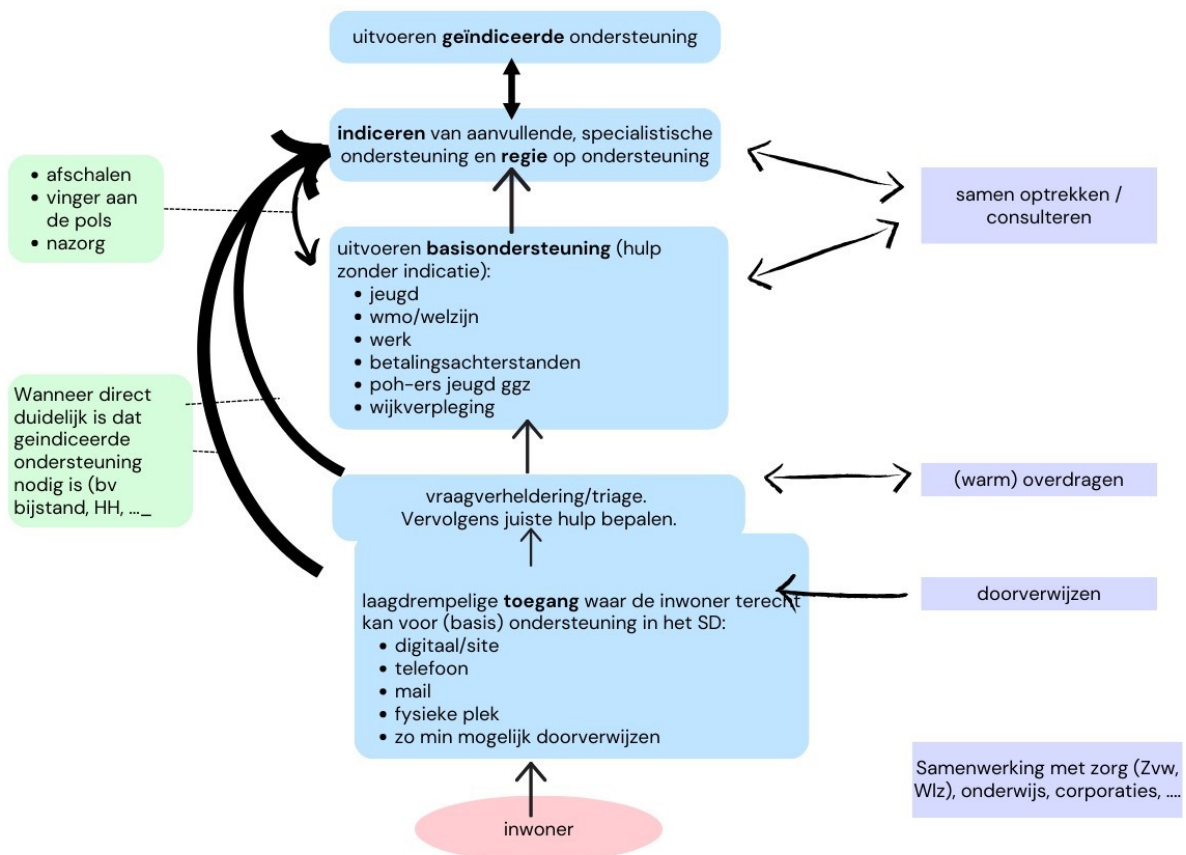 uitvoeren geïndiceerde ondersteuning
indiceren van aanvullende, specialistische
ondersteuning en regie op ondersteuning
• afschalen
• vinger aan
de pols
• nazorg
samen optrekken /
consulteren
uitvoeren basisondersteuning (hulp
zonder indicatie):
• jeugd
• wmo/welzijn
• werk
• betalingsachterstanden
• poh-ers jeugd ggz
• wijkverpleging
Wanneer direct
duidelijk is dat
geindiceerde
ondersteuning
nodig is (bv
bijstand, HH, ..._
vraagverheldering/triage.
Vervolgens juiste hulp bepalen.
(warm) overdragen
laagdrempelige toegang waar de inwoner terecht
kan voor (basis) ondersteuning in het SD:
• digitaal/site
• telefoon
• mail
• fysieke plek
• zo min mogelijk doorverwijzen
doorverwijzen
Samenwerking met zorg (Zvw,
Wlz), onderwijs, corporaties, ....
inwoner